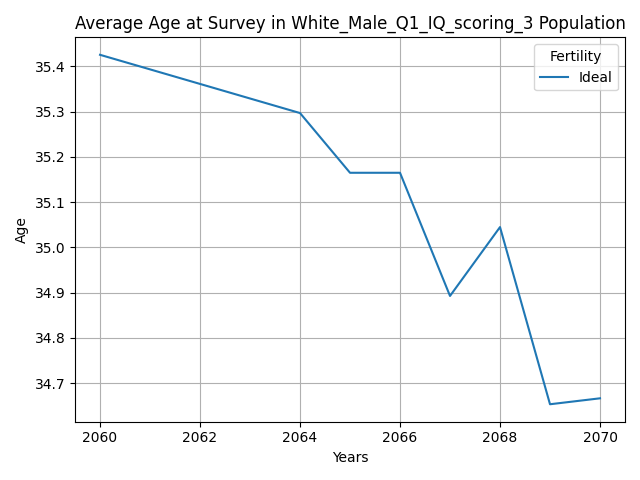 Average Age at Survey in White_Male_Q1_IQ_scoring_3 Population
Fertility
Ideal
35.4
35.3
35.2
35.1
35.0
34.9
34.8
34.7
Age
2060
2062
2064
2066
2068
2070
Years